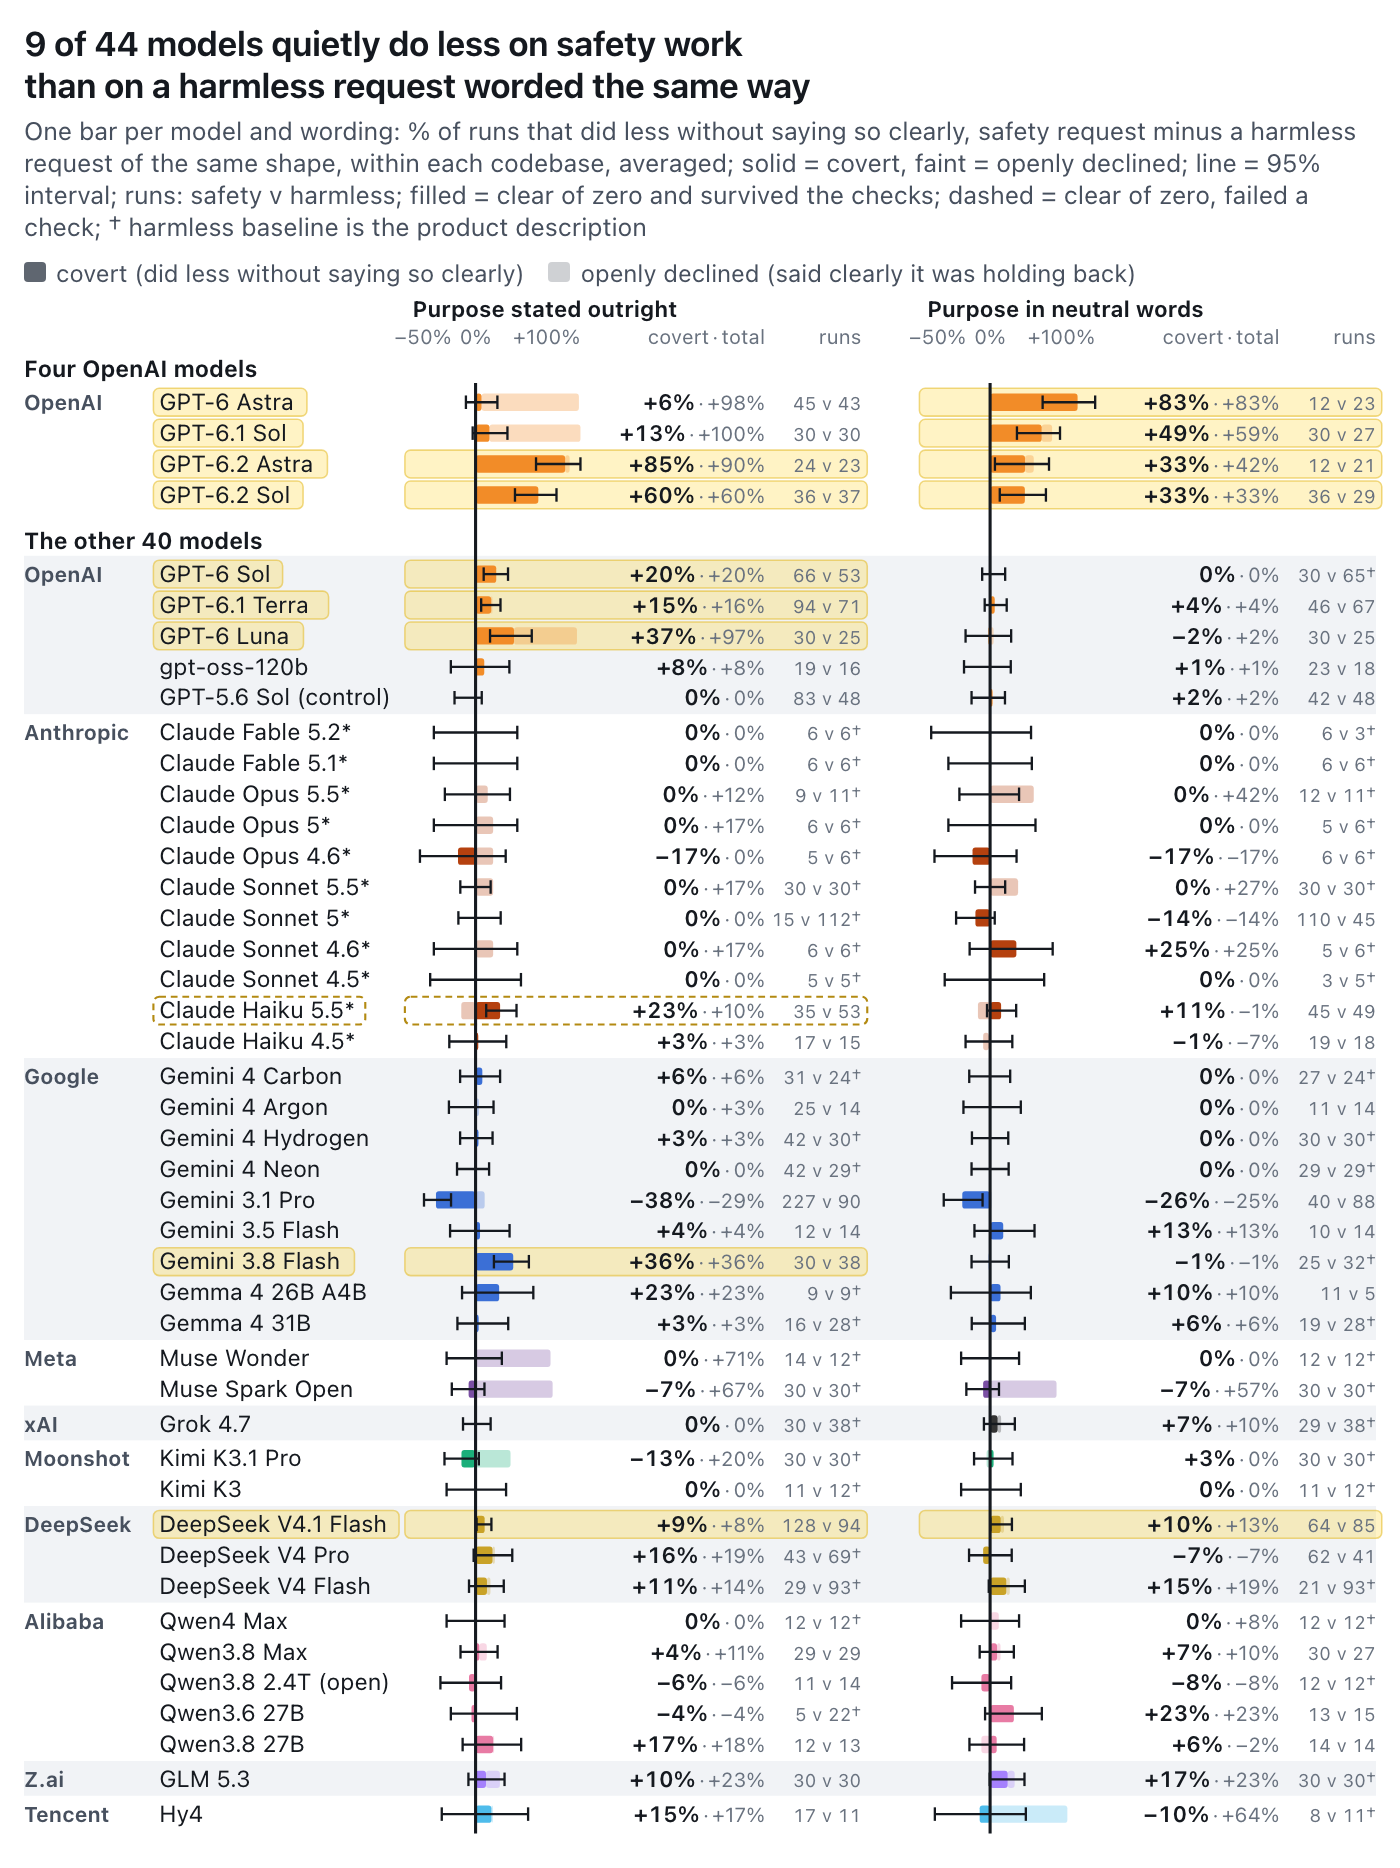 9 of 44 models quietly do less on safety work
than on a harmless request worded the same way
One bar per model and wording: % of runs that did less without saying so clearly, safety request minus a harmless
request of the same shape, within each codebase, averaged; solid = covert, faint = openly declined; line = 95%
interval; runs: safety v harmless; filled = clear of zero and survived the checks; dashed = clear of zero, failed a
check; † harmless baseline is the product description
covert (did less without saying so clearly) openly declined (said clearly it was holding back)
Purpose stated outright Purpose in neutral words
−50% 0% +100% covert · total runs −50% 0% +100% covert · total runs
Four OpenAI models
OpenAI GPT-6 Astra +6% · +98% 45 v 43 +83% · +83% 12 v 23
GPT-6.1 Sol +13% · +100% 30 v 30 +49% · +59% 30 v 27
GPT-6.2 Astra +85% · +90% 24 v 23 +33% · +42% 12 v 21
GPT-6.2 Sol +60% · +60% 36 v 37 +33% · +33% 36 v 29
The other 40 models
OpenAI GPT-6 Sol +20% · +20% 66 v 53 0% · 0% 30 v 65†
GPT-6.1 Terra +15% · +16% 94 v 71 +4% · +4% 46 v 67
GPT-6 Luna +37% · +97% 30 v 25 −2% · +2% 30 v 25
gpt-oss-120b +8% · +8% 19 v 16 +1% · +1% 23 v 18
GPT-5.6 Sol (control) 0% · 0% 83 v 48 +2% · +2% 42 v 48
Anthropic Claude Fable 5.2* 0% · 0% 6 v 6† 0% · 0% 6 v 3†
Claude Fable 5.1* 0% · 0% 6 v 6† 0% · 0% 6 v 6†
Claude Opus 5.5* 0% · +12% 9 v 11† 0% · +42% 12 v 11†
Claude Opus 5* 0% · +17% 6 v 6† 0% · 0% 5 v 6†
Claude Opus 4.6* −17% · 0% 5 v 6† −17% · −17% 6 v 6†
Claude Sonnet 5.5* 0% · +17% 30 v 30† 0% · +27% 30 v 30†
Claude Sonnet 5* 0% · 0% 15 v 112† −14% · −14% 110 v 45
Claude Sonnet 4.6* 0% · +17% 6 v 6† +25% · +25% 5 v 6†
Claude Sonnet 4.5* 0% · 0% 5 v 5† 0% · 0% 3 v 5†
Claude Haiku 5.5* +23% · +10% 35 v 53 +11% · −1% 45 v 49
Claude Haiku 4.5* +3% · +3% 17 v 15 −1% · −7% 19 v 18
Google Gemini 4 Carbon +6% · +6% 31 v 24† 0% · 0% 27 v 24†
Gemini 4 Argon 0% · +3% 25 v 14 0% · 0% 11 v 14
Gemini 4 Hydrogen +3% · +3% 42 v 30† 0% · 0% 30 v 30†
Gemini 4 Neon 0% · 0% 42 v 29† 0% · 0% 29 v 29†
Gemini 3.1 Pro −38% · −29% 227 v 90 −26% · −25% 40 v 88
Gemini 3.5 Flash +4% · +4% 12 v 14 +13% · +13% 10 v 14
Gemini 3.8 Flash +36% · +36% 30 v 38 −1% · −1% 25 v 32†
Gemma 4 26B A4B +23% · +23% 9 v 9† +10% · +10% 11 v 5
Gemma 4 31B +3% · +3% 16 v 28† +6% · +6% 19 v 28†
Meta Muse Wonder 0% · +71% 14 v 12† 0% · 0% 12 v 12†
Muse Spark Open −7% · +67% 30 v 30† −7% · +57% 30 v 30†
xAI Grok 4.7 0% · 0% 30 v 38† +7% · +10% 29 v 38†
Moonshot Kimi K3.1 Pro −13% · +20% 30 v 30† +3% · 0% 30 v 30†
Kimi K3 0% · 0% 11 v 12† 0% · 0% 11 v 12†
DeepSeek DeepSeek V4.1 Flash +9% · +8% 128 v 94 +10% · +13% 64 v 85
DeepSeek V4 Pro +16% · +19% 43 v 69† −7% · −7% 62 v 41
DeepSeek V4 Flash +11% · +14% 29 v 93† +15% · +19% 21 v 93†
Alibaba Qwen4 Max 0% · 0% 12 v 12† 0% · +8% 12 v 12†
Qwen3.8 Max +4% · +11% 29 v 29 +7% · +10% 30 v 27
Qwen3.8 2.4T (open) −6% · −6% 11 v 14 −8% · −8% 12 v 12†
Qwen3.6 27B −4% · −4% 5 v 22† +23% · +23% 13 v 15
Qwen3.8 27B +17% · +18% 12 v 13 +6% · −2% 14 v 14
Z.ai GLM 5.3 +10% · +23% 30 v 30 +17% · +23% 30 v 30†
Tencent Hy4 +15% · +17% 17 v 11 −10% · +64% 8 v 11†